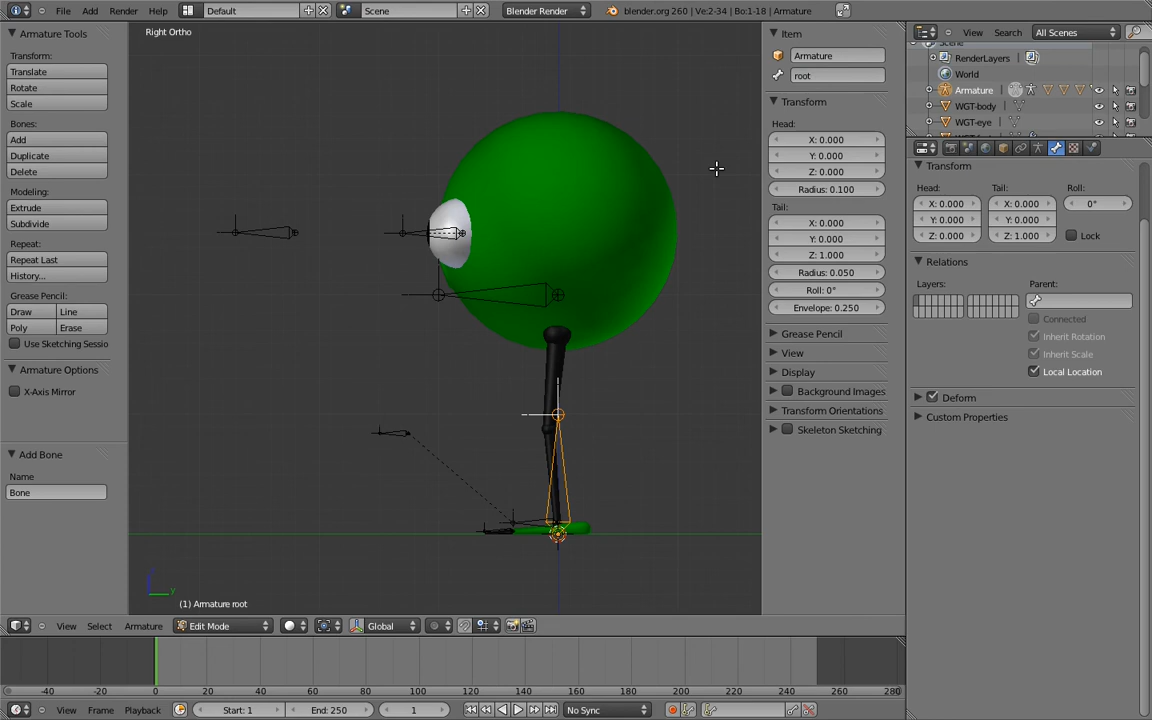 File Add Render Help Default Scene Blender Render blender.org 260 | Ve:2-34 | Bo:1-18 | Armature
Armature Tools
Transform:
Translate
Rotate
Scale
Bones:
Add
Duplicate
Delete
Modeling:
Extrude
Subdivide
Repeat:
Repeat Last
History...
Grease Pencil:
Draw Line
Poly Erase
Use Sketching Sessio
Armature Options
X-Axis Mirror
Add Bone
Name
Bone
Right Ortho
y
(1) Armature root
View Select Armature Edit Mode Global
Item
Armature
root
Transform
Head:
X: 0.000
Y: 0.000
Z: 0.000
Radius: 0.100
Tail:
X: 0.000
Y: 0.000
Z: 1.000
Radius: 0.050
Roll: 0°
Envelope: 0.250
Grease Pencil
View
Display
Background Images
Transform Orientations
Skeleton Sketching
View Search All Scenes
RenderLayers
World
Armature
WGT-body
WGT-eye
Transform
Head: Tail: Roll:
X: 0.000 X: 0.000 0°
Y: 0.000 Y: 0.000
Z: 0.000 Z: 1.000 Lock
Relations
Layers: Parent:
Connected
Inherit Rotation
Inherit Scale
Local Location
Deform
Custom Properties
-40 -20 0 20 40 60 80 100 120 140 160 180 200 220 240 260 280
View Frame Playback Start: 1 End: 250 1 No Sync